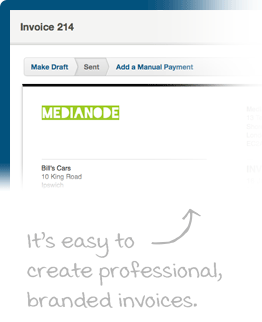 Invoice 214
Make Draft Sent Add a Manual Payment
MEDIANODE
Bill's Cars
10 King Road
Ipswich
It's easy to
create professional,
branded invoices.